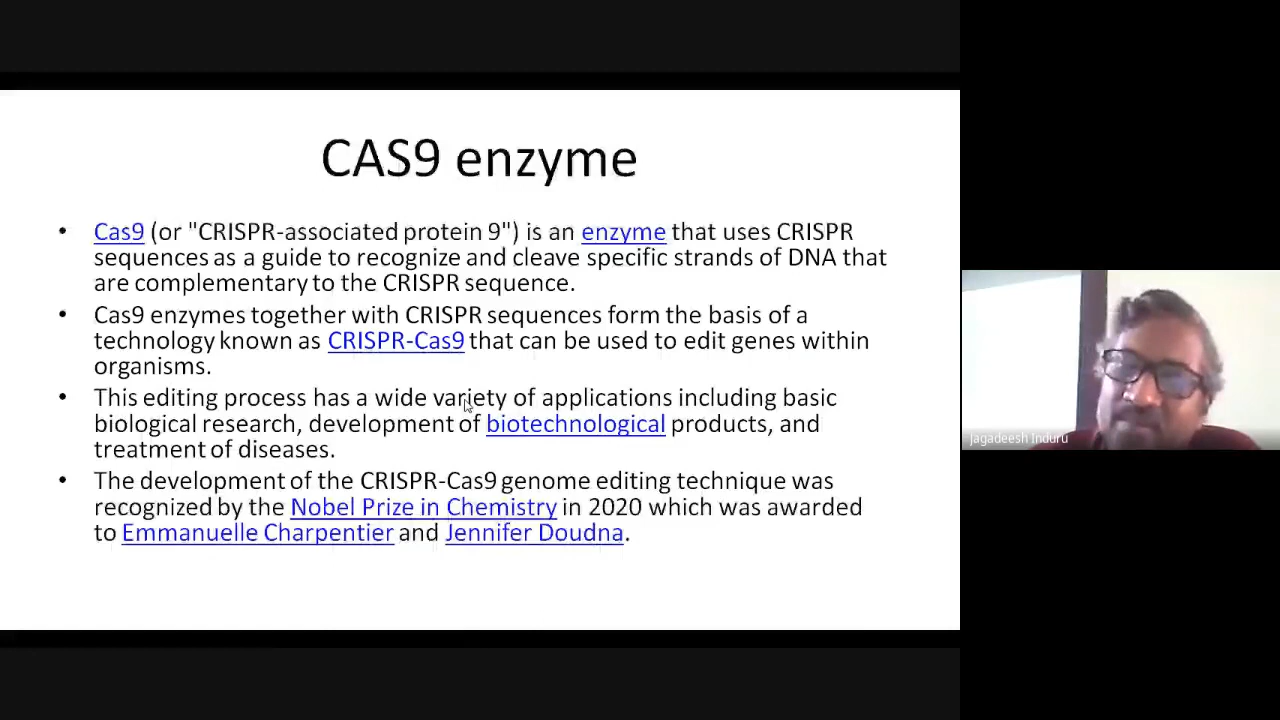 CAS9 enzyme
• Cas9 (or "CRISPR-associated protein 9") is an enzyme that uses CRISPR
sequences as a guide to recognize and cleave specific strands of DNA that
are complementary to the CRISPR sequence.
• Cas9 enzymes together with CRISPR sequences form the basis of a
technology known as CRISPR-Cas9 that can be used to edit genes within
organisms.
• This editing process has a wide variety of applications including basic
biological research, development of biotechnological products, and
treatment of diseases.
• The development of the CRISPR-Cas9 genome editing technique was
recognized by the Nobel Prize in Chemistry in 2020 which was awarded
to Emmanuelle Charpentier and Jennifer Doudna.
Jagadeesh Induru